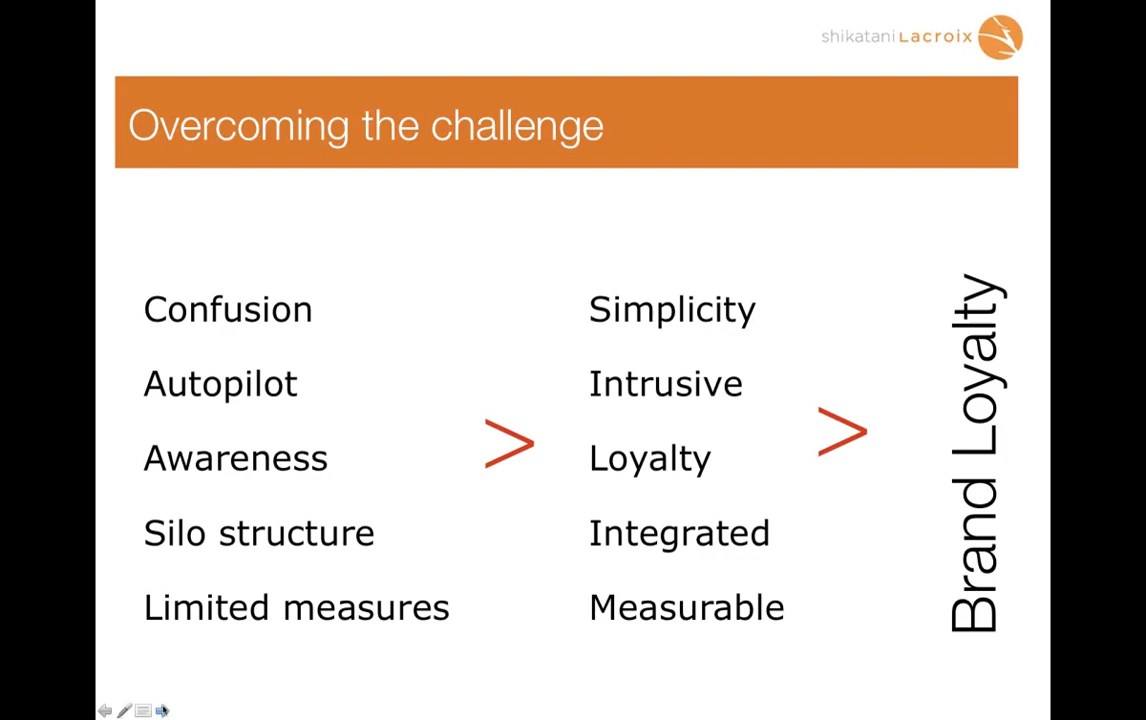 shikatani Lacroix
Overcoming the challenge
Confusion
Autopilot
Awareness
Silo structure
Limited measures
>
Simplicity
Intrusive
Loyalty
Integrated
Measurable
>
Brand Loyalty